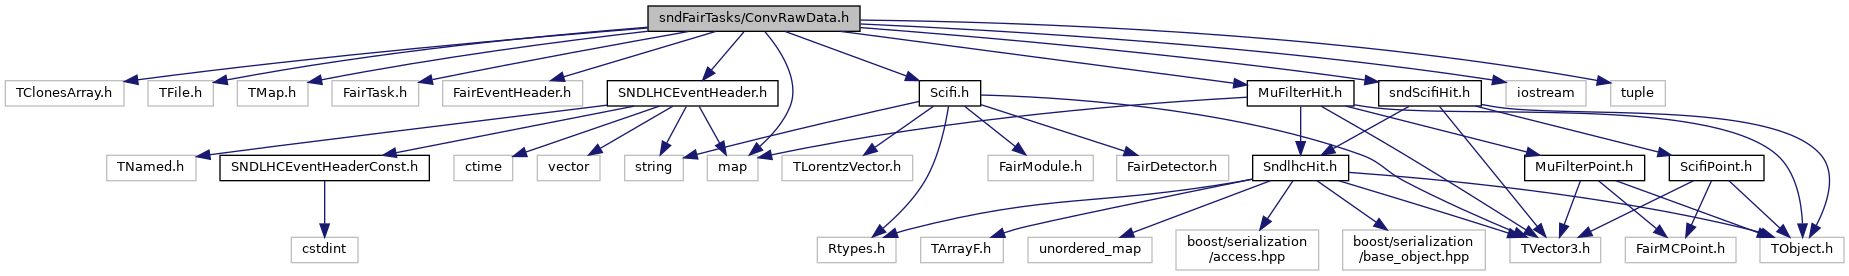 sndFairTasks/ConvRawData.h
TClonesArray.h
TFile.h
TMap.h
FairTask.h
FairEventHeader.h
SNDLHCEventHeader.h
Scifi.h
MuFilterHit.h
sndScifiHit.h
iostream
tuple
TNamed.h
SNDLHCEventHeaderConst.h
ctime
vector
string
map
TLorentzVector.h
FairModule.h
FairDetector.h
SndlhcHit.h
MuFilterPoint.h
ScifiPoint.h
cstdint
Rtypes.h
TArrayF.h
unordered_map
boost/serialization
/access.hpp
boost/serialization
/base_object.hpp
TVector3.h
FairMCPoint.h
TObject.h